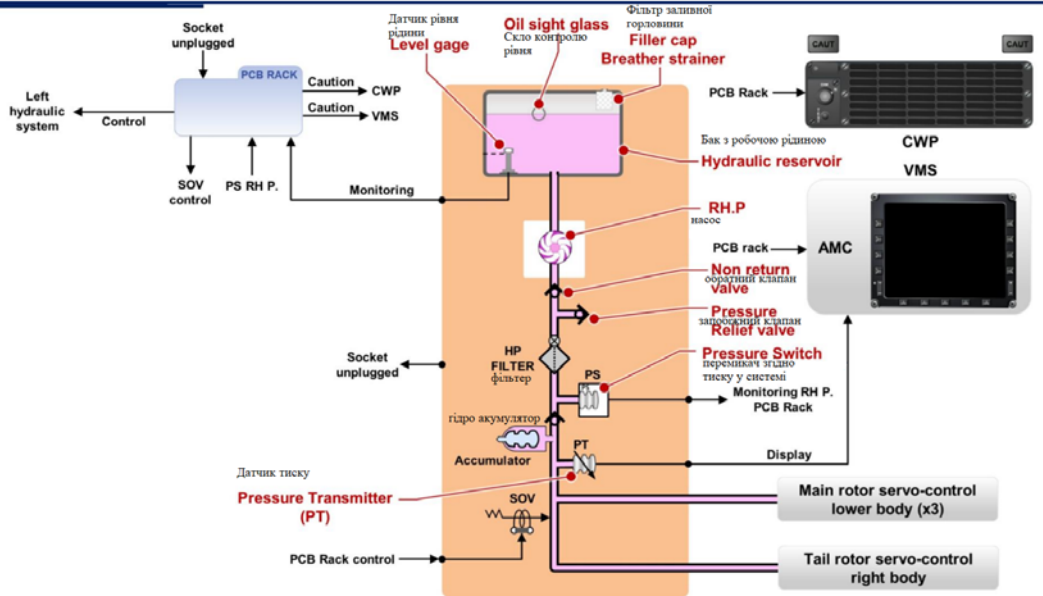 Socket
unplugged
PCB RACK
Caution
CWP
Caution
VMS
Left
hydraulic
system
Control
SOV
control
PS RH P.
Monitoring
Датчик рівня
рідини
Level gage
Oil sight glass
Скло контролю
рівня
Фільтр заливної
горловини
Filler cap
Breather strainer
CAUT
CAUT
PCB Rack
CWP
Бак з робочою рідиною
Hydraulic reservoir
VMS
RH.P
насос
PCB rack
AMC
Non return
обратний клапан
valve
Pressure
запобіжний клапан
Relief valve
HP
FILTER
фільтер
Socket
unplugged
PS
Pressure Switch
перемикач згідно
тиску у системі
Monitoring RH P.
PCB Rack
гідро акумулятор
Accumulator
PT
Display
Датчик тиску
Pressure Transmitter
(PT)
SOV
PCB Rack control
Main rotor servo-control
lower body (x3)
Tail rotor servo-control
right body